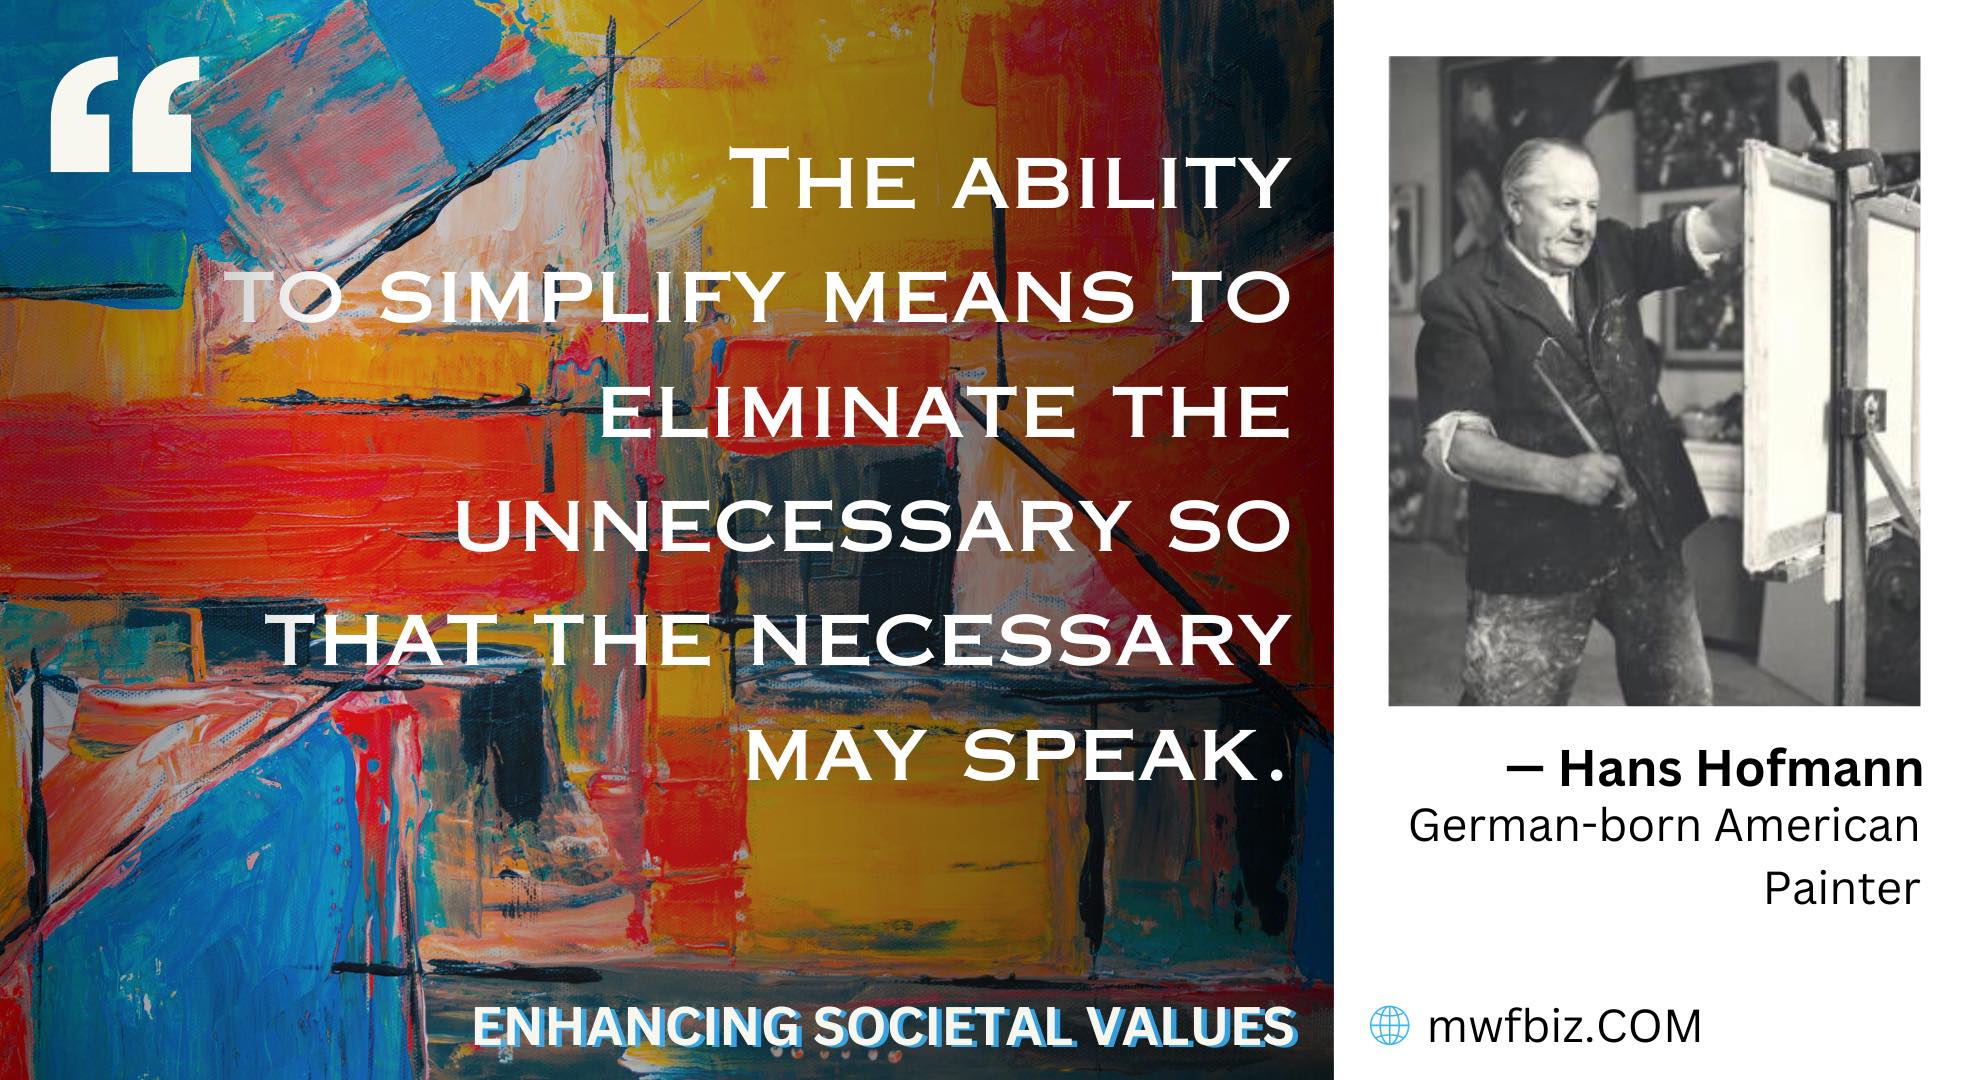 “
The ability
to simplify means to
eliminate the
unnecessary so
that the necessary
may speak.
ENHANCING SOCIETAL VALUES
— Hans Hofmann
German-born American
Painter
mwfbiz.COM